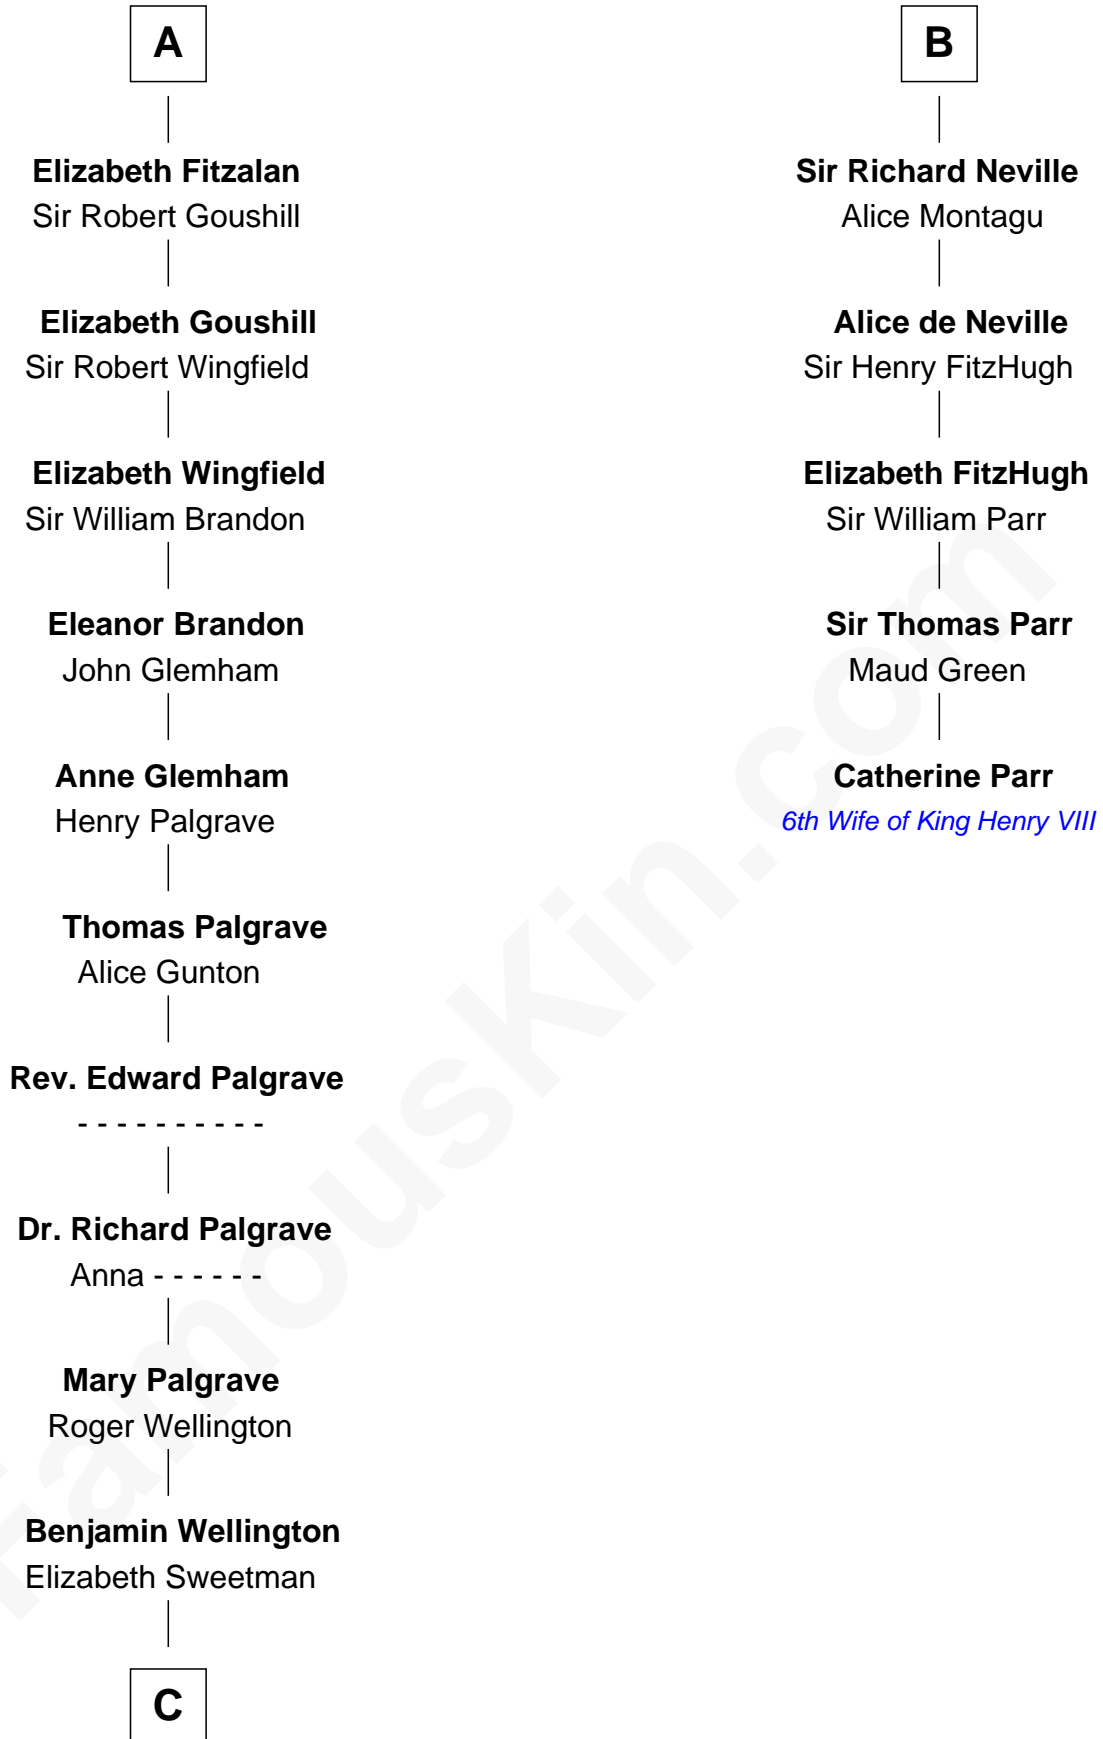 A
Elizabeth Fitzalan
Sir Robert Goushill
Elizabeth Goushill
Sir Robert Wingfield
Elizabeth Wingfield
Sir William Brandon
Eleanor Brandon
John Glemham
Anne Glemham
Henry Palgrave
Thomas Palgrave
Alice Gunton
Rev. Edward Palgrave
- - - - - - - - - -
Dr. Richard Palgrave
Anna - - - - - -
Mary Palgrave
Roger Wellington
Benjamin Wellington
Elizabeth Sweetman
C
B
Sir Richard Neville
Alice Montagu
Alice de Neville
Sir Henry FitzHugh
Elizabeth FitzHugh
Sir William Parr
Sir Thomas Parr
Maud Green
Catherine Parr
6th Wife of King Henry VIII
FamousKin.com